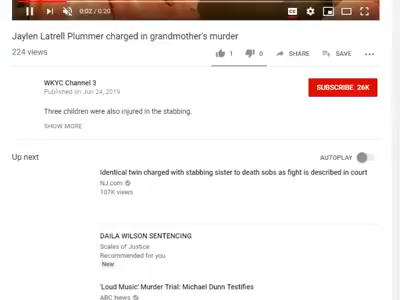 0:02 / 0:20
CC
Jaylen Latrell Plummer charged in grandmother's murder
224 views
1
0
SHARE
SAVE
WKYC Channel 3
Published on Jun 24, 2019
SUBSCRIBE 26K
Three children were also injured in the stabbing.
SHOW MORE
Up next
AUTOPLAY
Identical twin charged with stabbing sister to death sobs as fight is described in court
NJ.com
107K views
DAILA WILSON SENTENCING
Scales of Justice
Recommended for you
New
'Loud Music' Murder Trial: Michael Dunn Testifies
ABC News